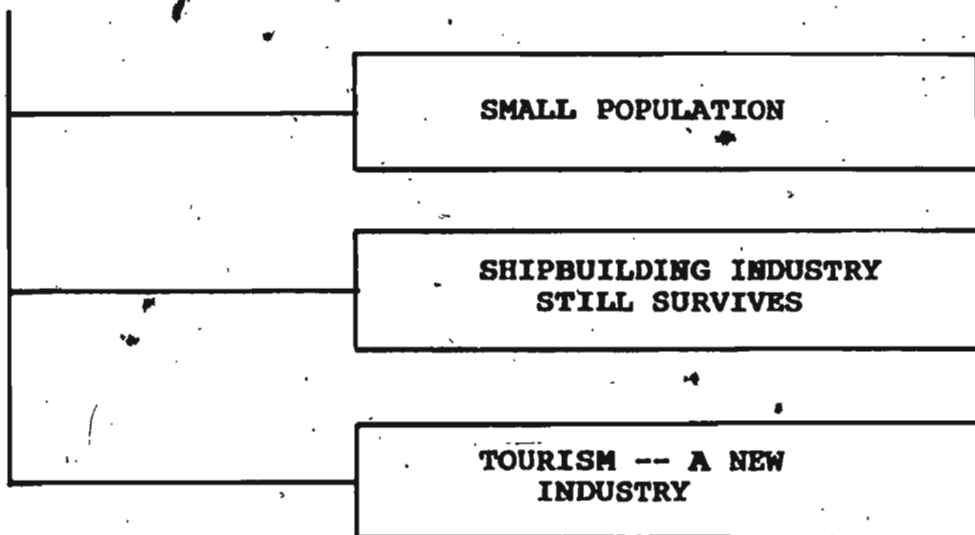 SMALL POPULATION
SHIPBUILDING INDUSTRY
STILL SURVIVES
TOURISM -- A NEW
INDUSTRY